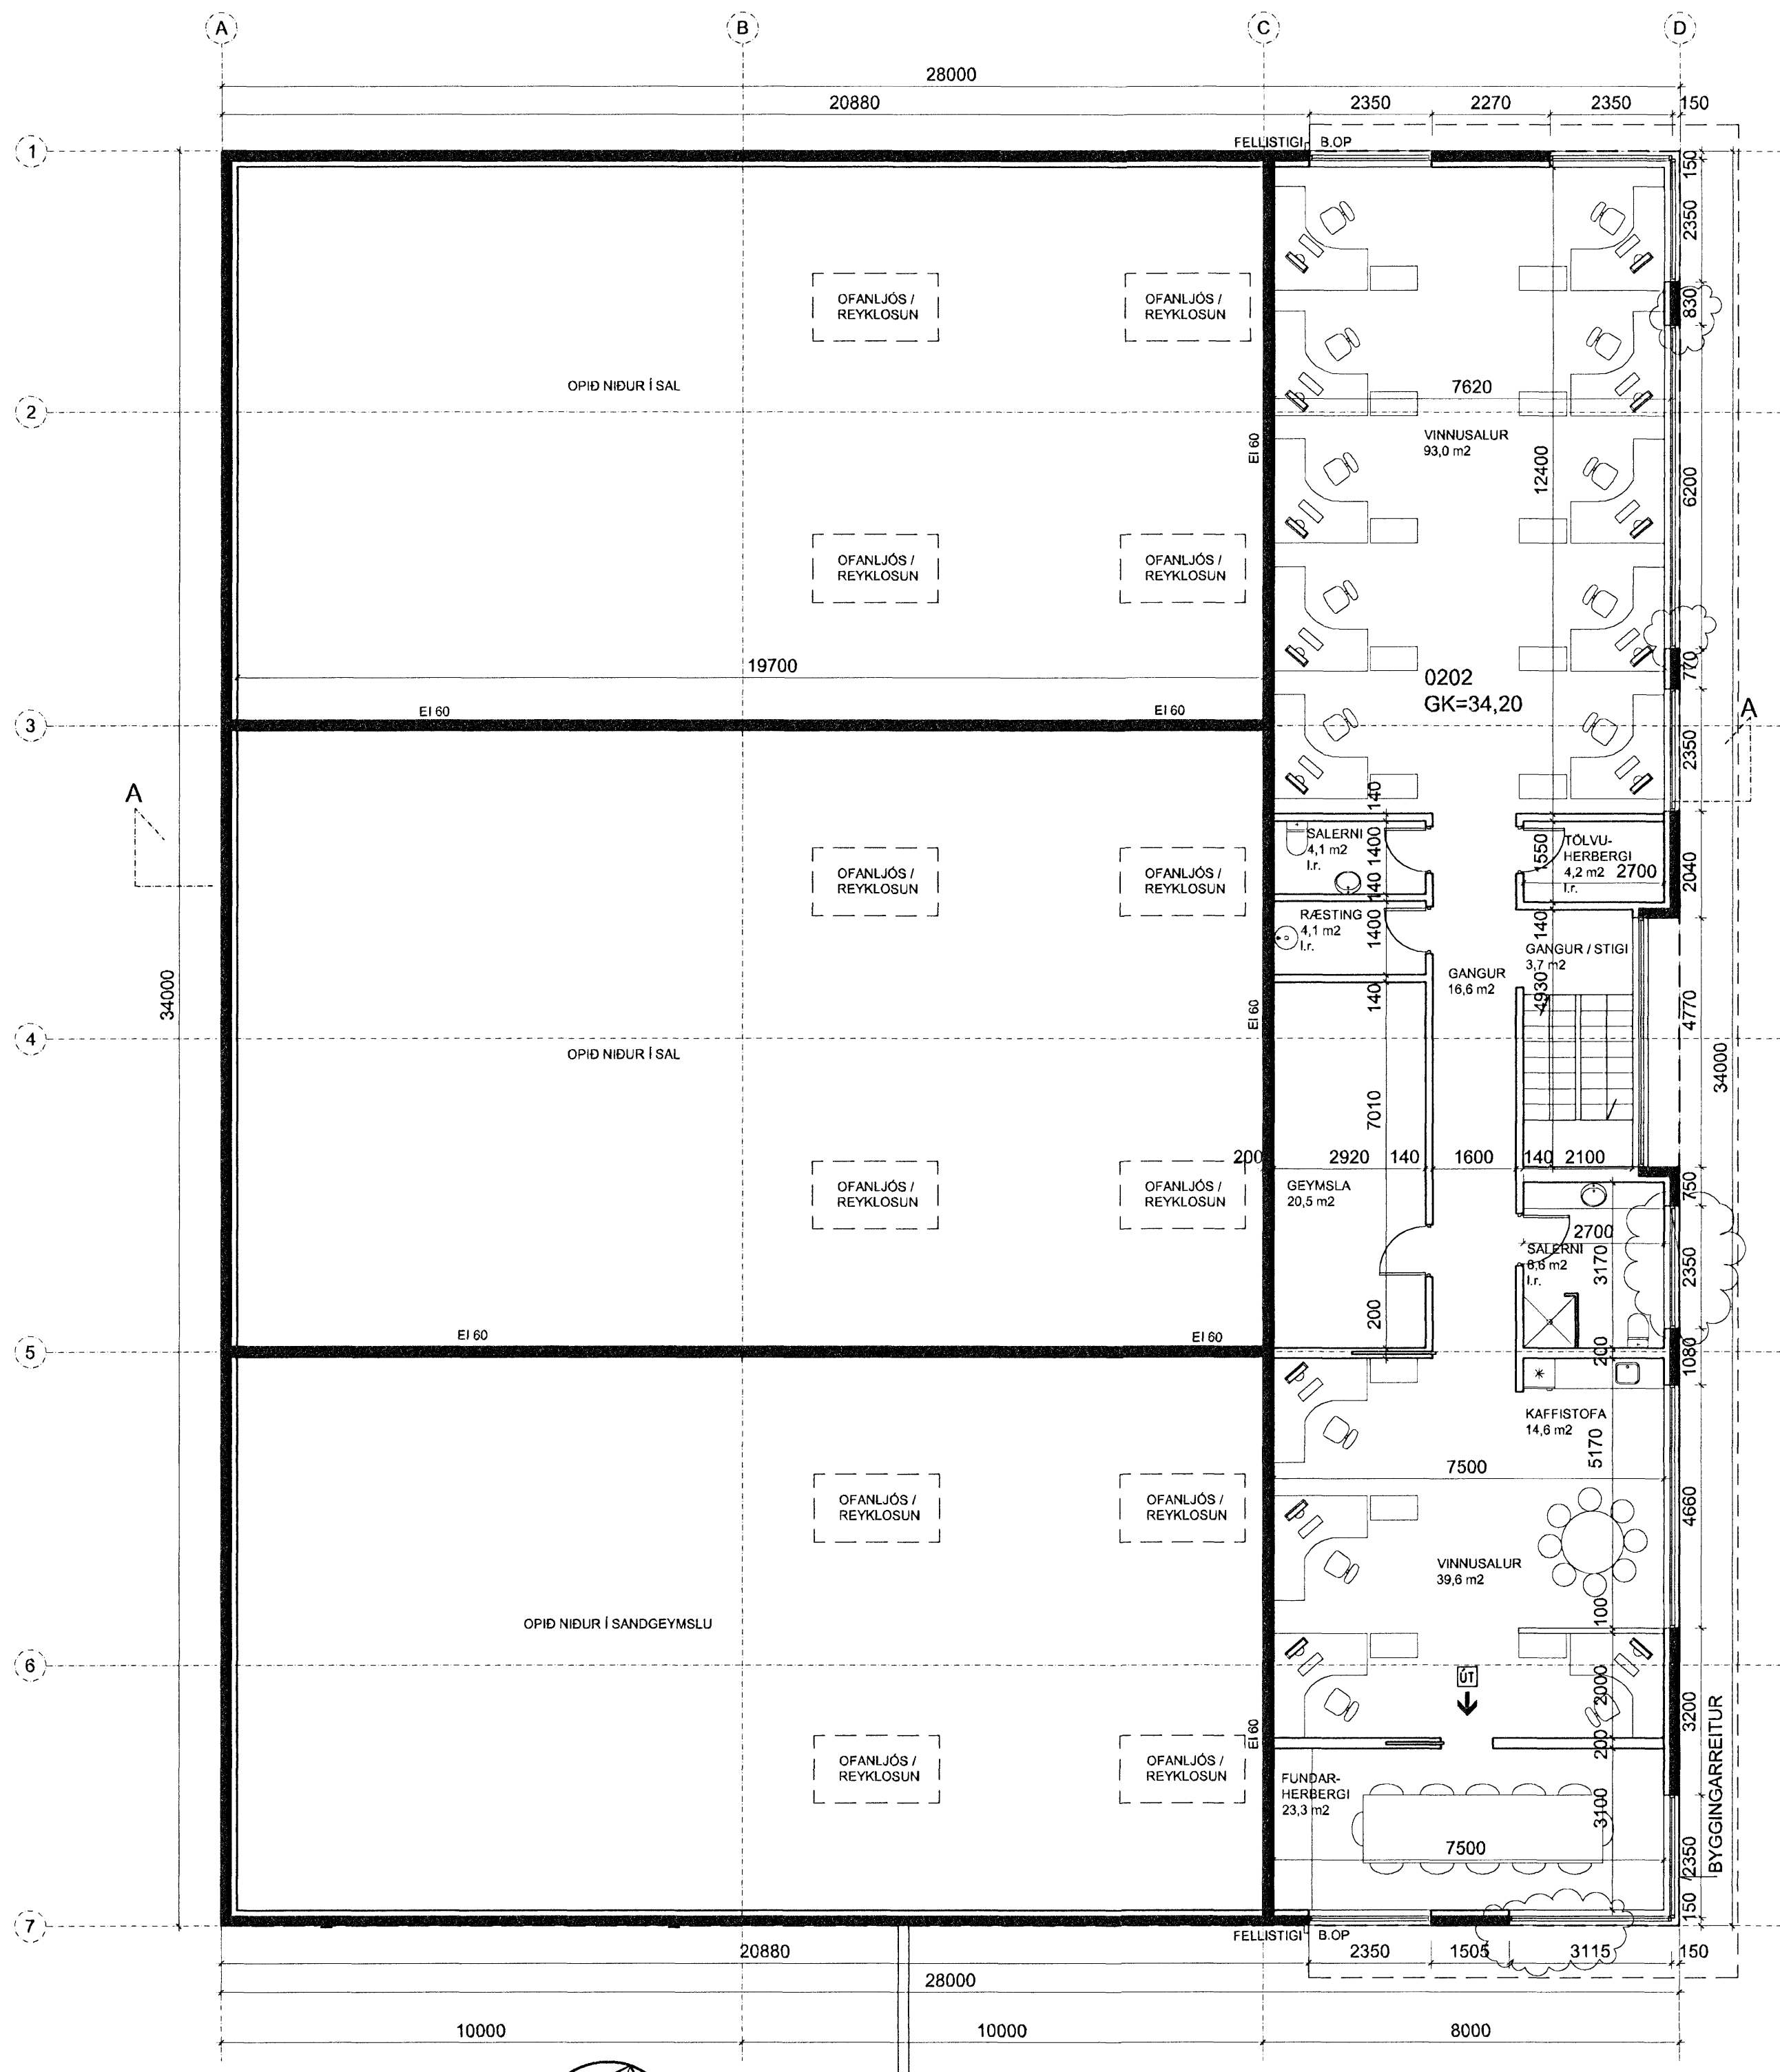 A
B
C
D
28000
20880
2350
2270
2350
150
1
FELLISTIGI
B.OP
150
2350
830
OFANLJÓS /
REYKLOSUN
OFANLJÓS /
REYKLOSUN
OPIÐ NIÐUR Í SAL
2
7620
VINNUSALUR
93,0 m2
EI 60
12400
6200
OFANLJÓS /
REYKLOSUN
OFANLJÓS /
REYKLOSUN
19700
0202
GK=34,20
770
EI 60
EI 60
3
A
2350
A
140
SALERNI
4,1 m2
l.r.
1400
1550
TÖLVU-
HERBERGI
4,2 m2
l.r.
2700
2040
OFANLJÓS /
REYKLOSUN
OFANLJÓS /
REYKLOSUN
140
RÆSTING
4,1 m2
l.r.
1400
140
GANGUR / STIGI
3,7 m2
GANGUR
16,6 m2
4930
140
34000
EI 60
4770
4
OPIÐ NIÐUR Í SAL
34000
7010
200
2920
140
1600
140
2100
OFANLJÓS /
REYKLOSUN
OFANLJÓS /
REYKLOSUN
GEYMSLA
20,5 m2
750
2700
SALERNI
8,6 m2
l.r.
3170
2350
200
EI 60
EI 60
5
200
1080
KAFFISTOFA
14,6 m2
5170
7500
OFANLJÓS /
REYKLOSUN
OFANLJÓS /
REYKLOSUN
4660
VINNUSALUR
39,6 m2
100
OPIÐ NIÐUR Í SANDGEYMSLU
6
ÚT
2000
3200
EI 60
200
OFANLJÓS /
REYKLOSUN
OFANLJÓS /
REYKLOSUN
FUNDAR-
HERBERGI
23,3 m2
3100
7500
2350
BYGGINGARREITUR
150
7
FELLISTIGI
B.OP
20880
2350
1505
3115
150
28000
10000
10000
8000